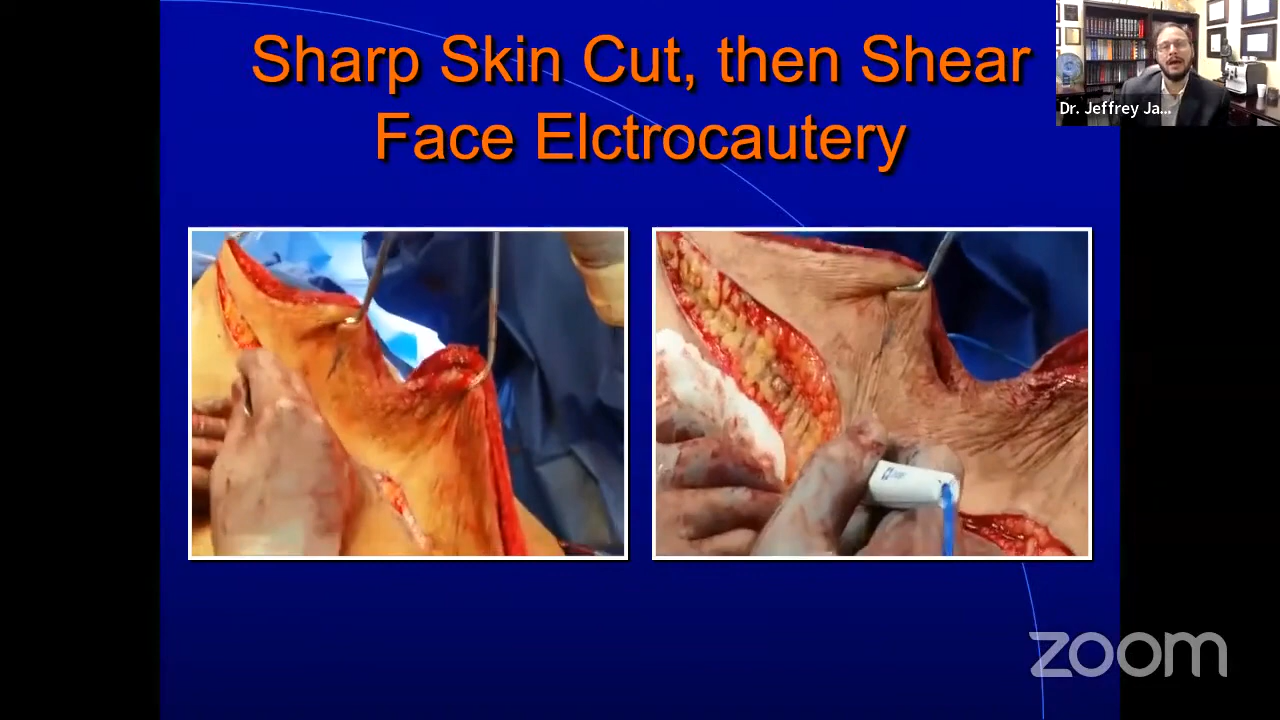 Sharp Skin Cut, then Shear
Face Elctrocautery
Dr. Jeffrey Ja...
zoom